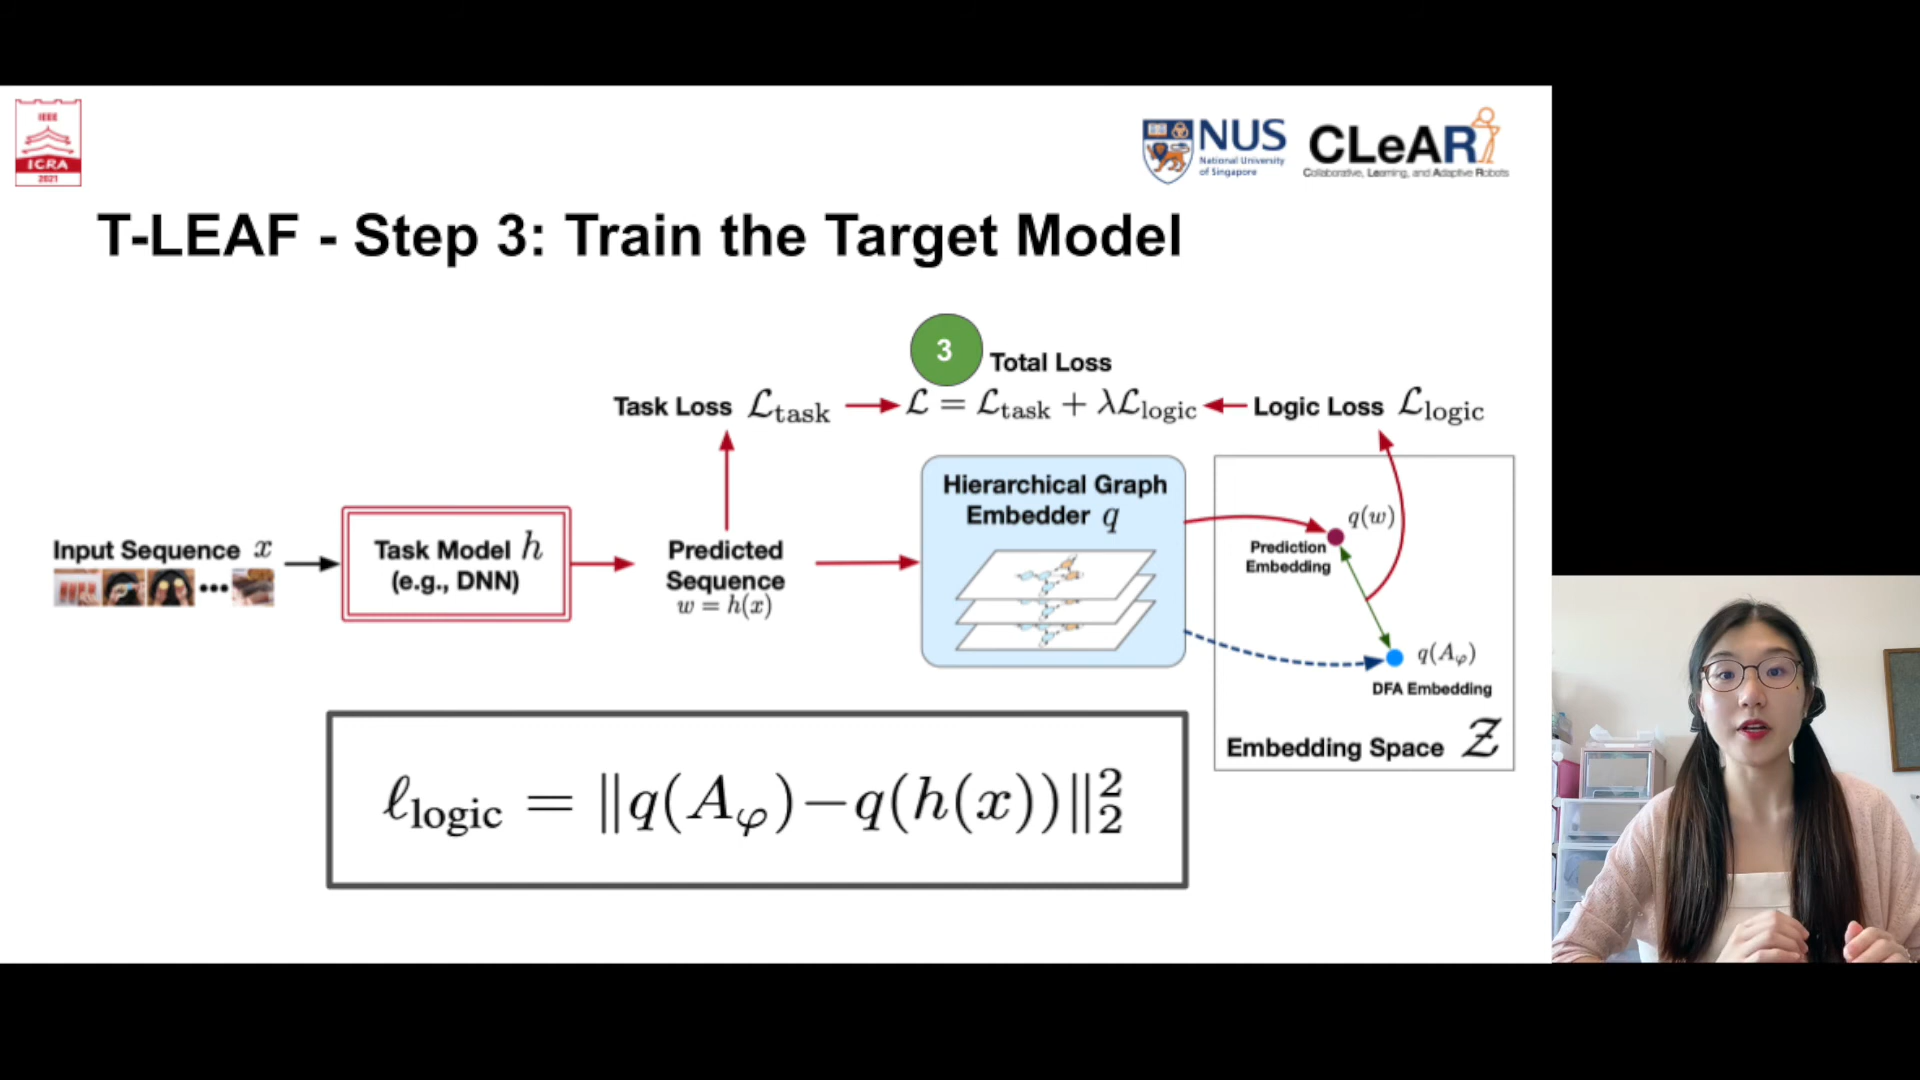 IEEE
ICRA
2021
NUS
National University
of Singapore
CLeAR
Collaborative, Learning, and Adaptive Robots
T-LEAF - Step 3: Train the Target Model
3
Total Loss
Task Loss ℒtask
ℒ = ℒtask + λℒlogic
Logic Loss ℒlogic
Input Sequence x
Task Model h
(e.g., DNN)
Predicted
Sequence
w = h(x)
Hierarchical Graph
Embedder q
q(w)
Prediction
Embedding
q(Aφ)
DFA Embedding
Embedding Space Z
ℓlogic = ||q(Aφ)−q(h(x))||²₂